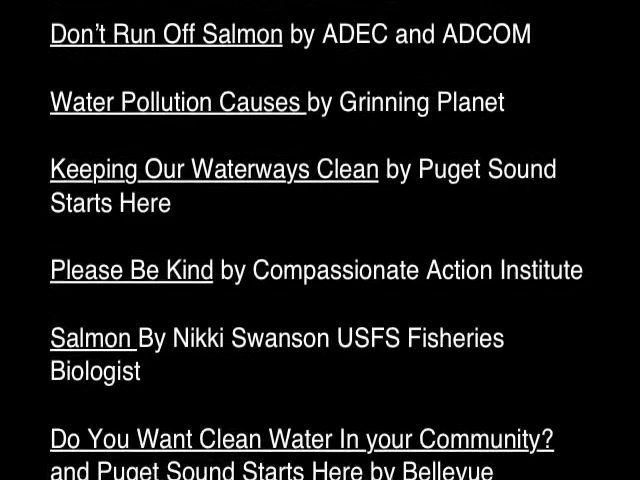 Don't Run Off Salmon by ADEC and ADCOM
Water Pollution Causes by Grinning Planet
Keeping Our Waterways Clean by Puget Sound
Starts Here
Please Be Kind by Compassionate Action Institute
Salmon By Nikki Swanson USFS Fisheries
Biologist
Do You Want Clean Water In your Community?
and Puget Sound Starts Here by Bellevue